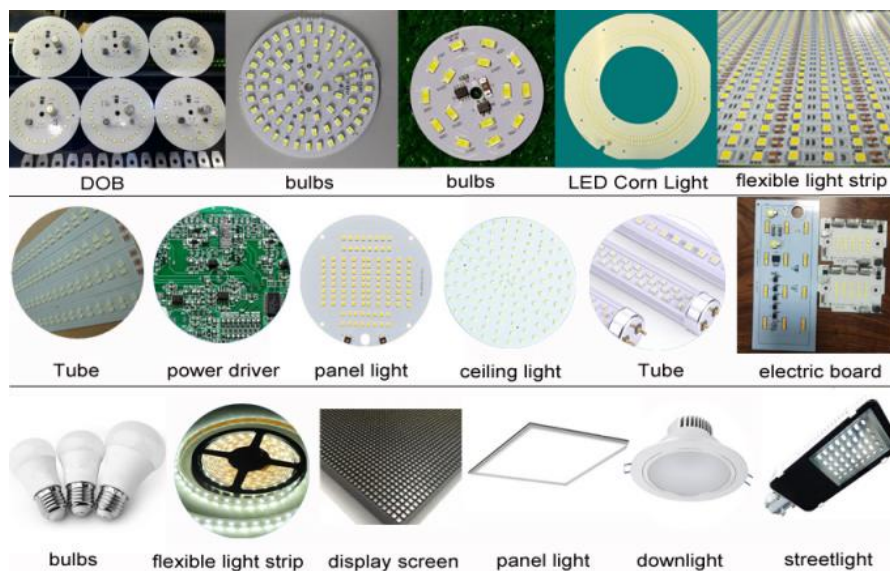 DOB bulbs bulbs LED Corn Light flexible light strip
Tube power driver panel light ceiling light Tube electric board
bulbs flexible light strip display screen panel light downlight streetlight